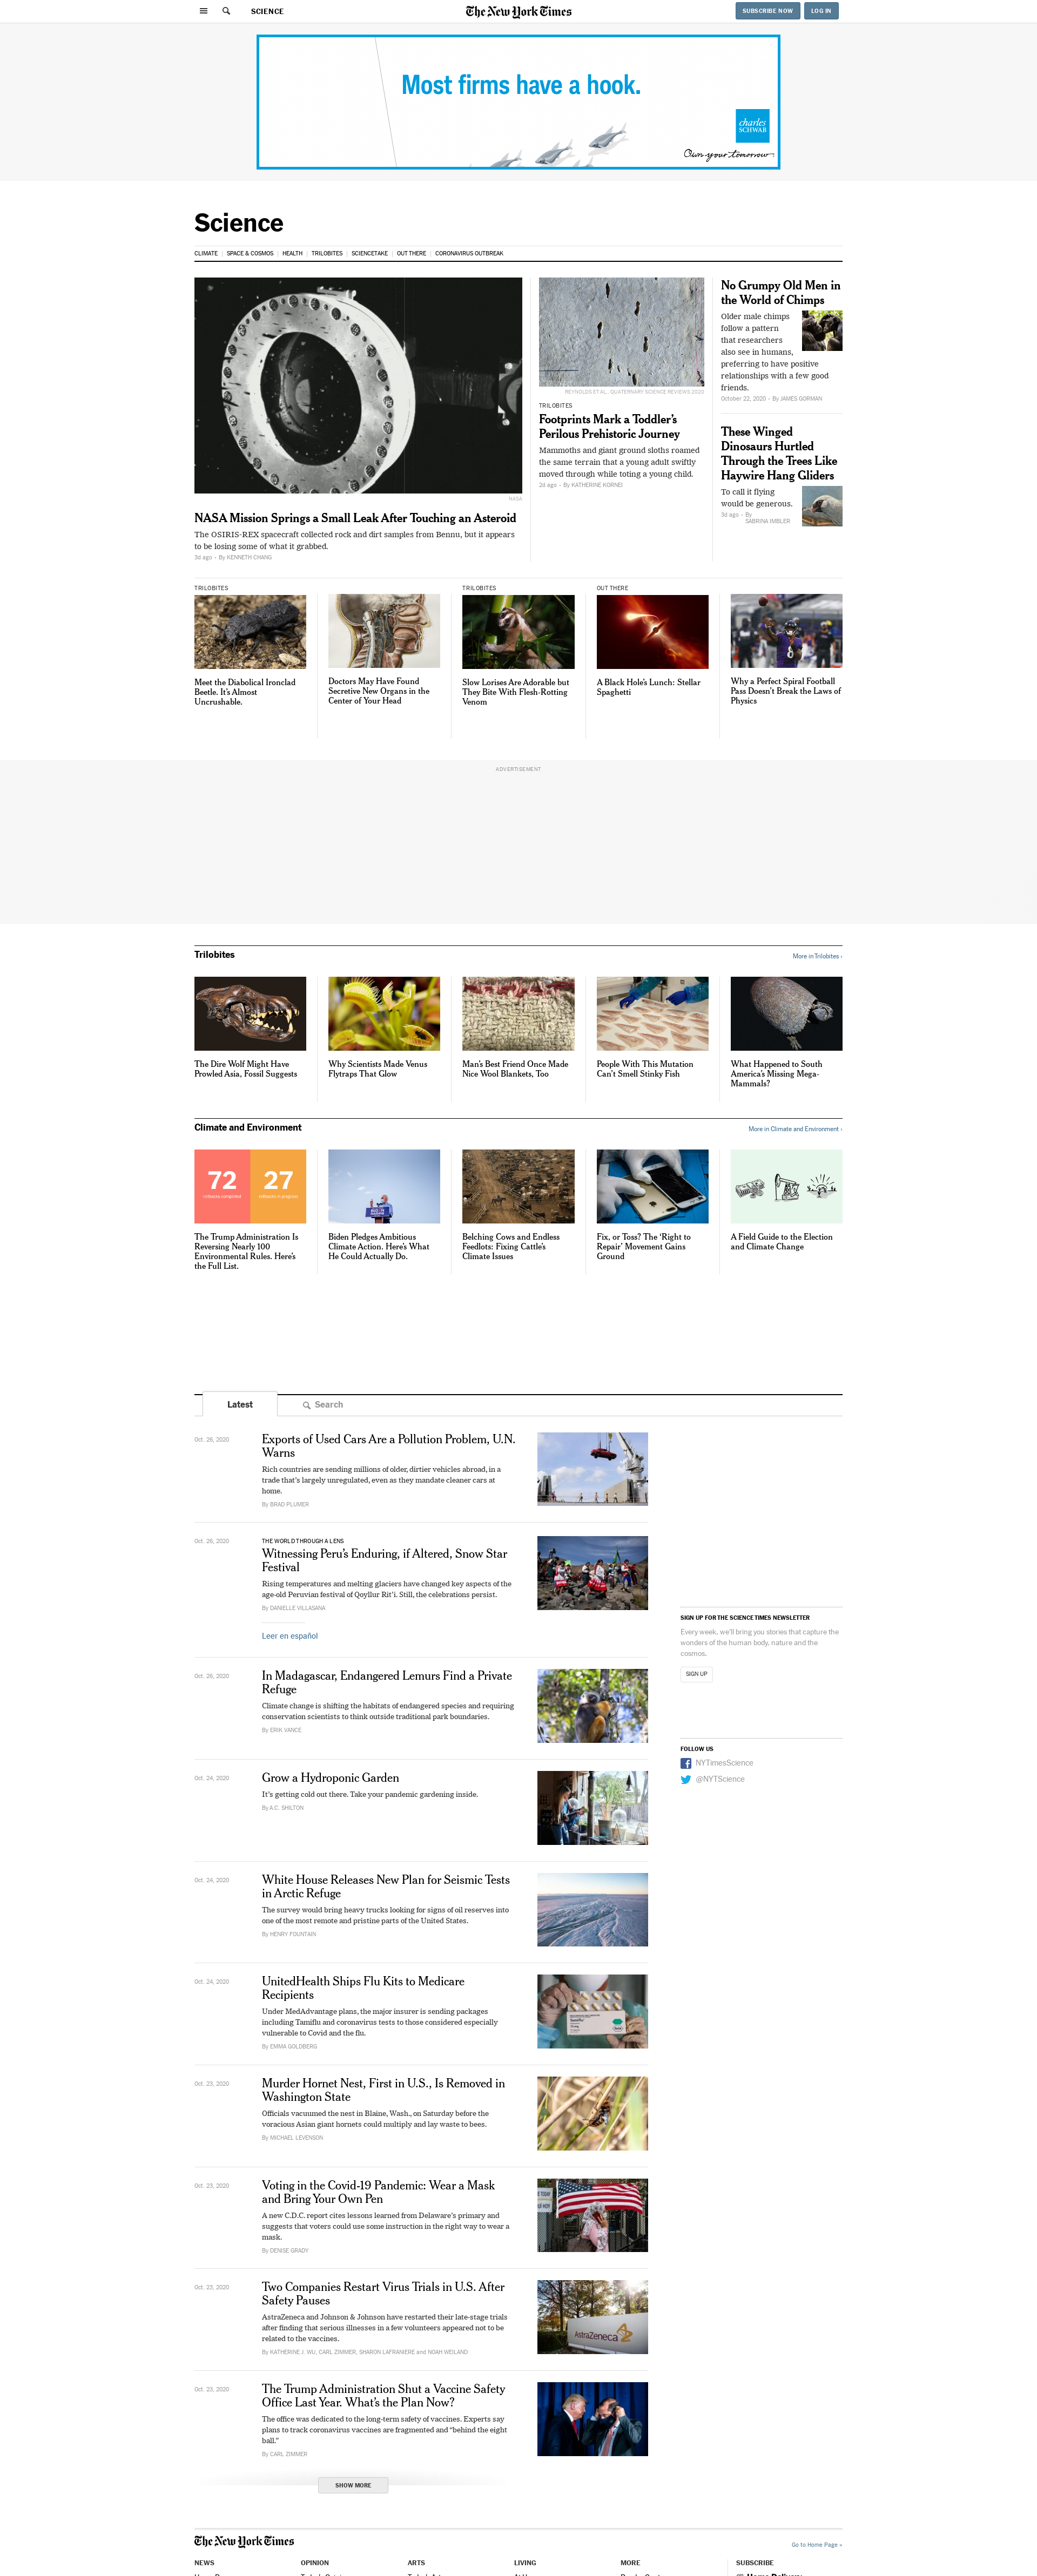 SCIENCE
The New York Times
SUBSCRIBE NOW
LOG IN
Most firms have a hook.
charles
SCHWAB
Own your tomorrow
Science
CLIMATE
SPACE & COSMOS
HEALTH
TRILOBITES
SCIENCETAKE
OUT THERE
CORONAVIRUS OUTBREAK
NASA
NASA Mission Springs a Small Leak After Touching an Asteroid
The OSIRIS-REX spacecraft collected rock and dirt samples from Bennu, but it appears
to be losing some of what it grabbed.
3d ago - By KENNETH CHANG
REYNOLDS ET AL., QUATERNARY SCIENCE REVIEWS 2020
TRILOBITES
Footprints Mark a Toddler's
Perilous Prehistoric Journey
Mammoths and giant ground sloths roamed
the same terrain that a young adult swiftly
moved through while toting a young child.
2d ago - By KATHERINE KORNEI
No Grumpy Old Men in
the World of Chimps
Older male chimps
follow a pattern
that researchers
also see in humans,
preferring to have positive
relationships with a few good
friends.
October 22, 2020 - By JAMES GORMAN
These Winged
Dinosaurs Hurtled
Through the Trees Like
Haywire Hang Gliders
To call it flying
would be generous.
3d ago - By
SABRINA IMBLER
TRILOBITES
Meet the Diabolical Ironclad
Beetle. It's Almost
Uncrushable.
Doctors May Have Found
Secretive New Organs in the
Center of Your Head
TRILOBITES
Slow Lorises Are Adorable but
They Bite With Flesh-Rotting
Venom
OUT THERE
A Black Hole's Lunch: Stellar
Spaghetti
Why a Perfect Spiral Football
Pass Doesn't Break the Laws of
Physics
ADVERTISEMENT
Trilobites
More in Trilobites ›
The Dire Wolf Might Have
Prowled Asia, Fossil Suggests
Why Scientists Made Venus
Flytraps That Glow
Man's Best Friend Once Made
Nice Wool Blankets, Too
People With This Mutation
Can't Smell Stinky Fish
What Happened to South
America's Missing Mega-
Mammals?
Climate and Environment
More in Climate and Environment ›
72
rollbacks completed
27
rollbacks in progress
The Trump Administration Is
Reversing Nearly 100
Environmental Rules. Here's
the Full List.
Biden Pledges Ambitious
Climate Action. Here's What
He Could Actually Do.
Belching Cows and Endless
Feedlots: Fixing Cattle's
Climate Issues
Fix, or Toss? The 'Right to
Repair' Movement Gains
Ground
A Field Guide to the Election
and Climate Change
Latest
Search
Oct. 26, 2020
Exports of Used Cars Are a Pollution Problem, U.N.
Warns
Rich countries are sending millions of older, dirtier vehicles abroad, in a
trade that's largely unregulated, even as they mandate cleaner cars at
home.
By BRAD PLUMER
Oct. 26, 2020
THE WORLD THROUGH A LENS
Witnessing Peru's Enduring, if Altered, Snow Star
Festival
Rising temperatures and melting glaciers have changed key aspects of the
age-old Peruvian festival of Qoyllur Rit'i. Still, the celebrations persist.
By DANIELLE VILLASANA
Leer en español
Oct. 26, 2020
In Madagascar, Endangered Lemurs Find a Private
Refuge
Climate change is shifting the habitats of endangered species and requiring
conservation scientists to think outside traditional park boundaries.
By ERIK VANCE
Oct. 24, 2020
Grow a Hydroponic Garden
It's getting cold out there. Take your pandemic gardening inside.
By A.C. SHILTON
Oct. 24, 2020
White House Releases New Plan for Seismic Tests
in Arctic Refuge
The survey would bring heavy trucks looking for signs of oil reserves into
one of the most remote and pristine parts of the United States.
By HENRY FOUNTAIN
Oct. 24, 2020
UnitedHealth Ships Flu Kits to Medicare
Recipients
Under MedAdvantage plans, the major insurer is sending packages
including Tamiflu and coronavirus tests to those considered especially
vulnerable to Covid and the flu.
By EMMA GOLDBERG
Oct. 23, 2020
Murder Hornet Nest, First in U.S., Is Removed in
Washington State
Officials vacuumed the nest in Blaine, Wash., on Saturday before the
voracious Asian giant hornets could multiply and lay waste to bees.
By MICHAEL LEVENSON
Oct. 23, 2020
Voting in the Covid-19 Pandemic: Wear a Mask
and Bring Your Own Pen
A new C.D.C. report cites lessons learned from Delaware's primary and
suggests that voters could use some instruction in the right way to wear a
mask.
By DENISE GRADY
Oct. 23, 2020
Two Companies Restart Virus Trials in U.S. After
Safety Pauses
AstraZeneca and Johnson & Johnson have restarted their late-stage trials
after finding that serious illnesses in a few volunteers appeared not to be
related to the vaccines.
By KATHERINE J. WU, CARL ZIMMER, SHARON LaFRANIERE and NOAH WEILAND
AstraZeneca
Oct. 23, 2020
The Trump Administration Shut a Vaccine Safety
Office Last Year. What's the Plan Now?
The office was dedicated to the long-term safety of vaccines. Experts say
plans to track coronavirus vaccines are fragmented and "behind the eight
ball."
By CARL ZIMMER
SHOW MORE
SIGN UP FOR THE SCIENCE TIMES NEWSLETTER
Every week, we'll bring you stories that capture the
wonders of the human body, nature and the
cosmos.
SIGN UP
FOLLOW US
NYTimesScience
@NYTScience
The New York Times
Go to Home Page »
NEWS
OPINION
ARTS
LIVING
MORE
SUBSCRIBE